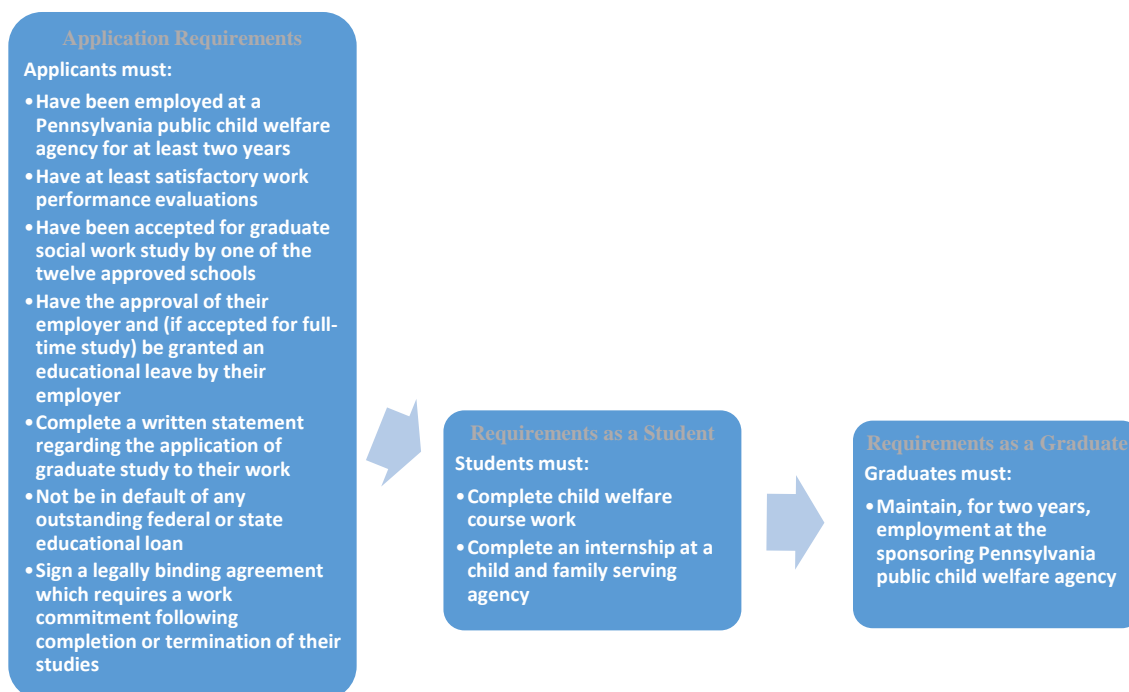 Application Requirements
Applicants must:
•Have been employed at a
Pennsylvania public child welfare
agency for at least two years
•Have at least satisfactory work
performance evaluations
•Have been accepted for graduate
social work study by one of the
twelve approved schools
•Have the approval of their
employer and (if accepted for full-
time study) be granted an
educational leave by their
employer
•Complete a written statement
regarding the application of
graduate study to their work
•Not be in default of any
outstanding federal or state
educational loan
•Sign a legally binding agreement
which requires a work
commitment following
completion or termination of their
studies
Requirements as a Student
Students must:
•Complete child welfare
course work
•Complete an internship at a
child and family serving
agency
Requirements as a Graduate
Graduates must:
•Maintain, for two years,
employment at the
sponsoring Pennsylvania
public child welfare agency